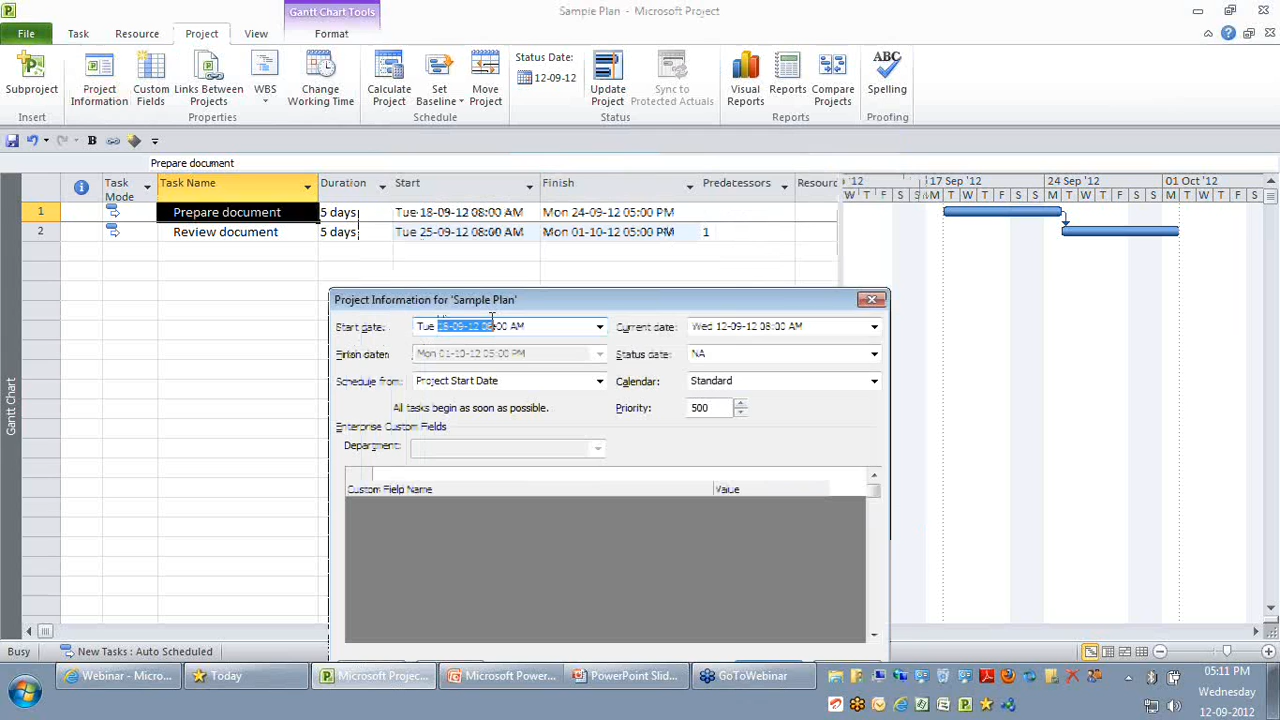 Gantt Chart Tools
Sample Plan - Microsoft Project
File Task Resource Project View Format
Subproject
Project Information
Custom Fields
Links Between Projects
WBS
Change Working Time
Calculate Project
Set Baseline
Move Project
Status Date:
12-09-12
Update Project
Sync to Protected Actuals
Visual Reports
Reports
Compare Projects
ABC
Spelling
Insert Properties Schedule Status Reports Proofing
B
Prepare document
Task Mode Task Name Duration Start Finish Predecessors Resourc
'12 17 Sep '12 24 Sep '12 01 Oct '12
1 Prepare document 5 days Tue 18-09-12 08:00 AM Mon 24-09-12 05:00 PM
2 Review document 5 days Tue 25-09-12 08:00 AM Mon 01-10-12 05:00 PM 1
Project Information for 'Sample Plan'
Start date: Tue 18-09-12 08:00 AM Current date: Wed 12-09-12 08:00 AM
Finish date: Mon 01-10-12 05:00 PM Status date: NA
Schedule from: Project Start Date Calendar: Standard
All tasks begin as soon as possible. Priority: 500
Enterprise Custom Fields
Department:
Custom Field Name Value
Gantt Chart
Busy New Tasks : Auto Scheduled
Webinar - Micro... Today Microsoft Projec... Microsoft Power... PowerPoint Slid... GoToWebinar
05:11 PM
Wednesday
12-09-2012